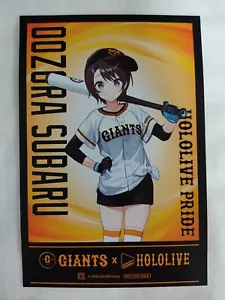 OOZORA SUBARU
GIANTS
HOLOLIVE PRIDE
GIANTS × HOLOLIVE